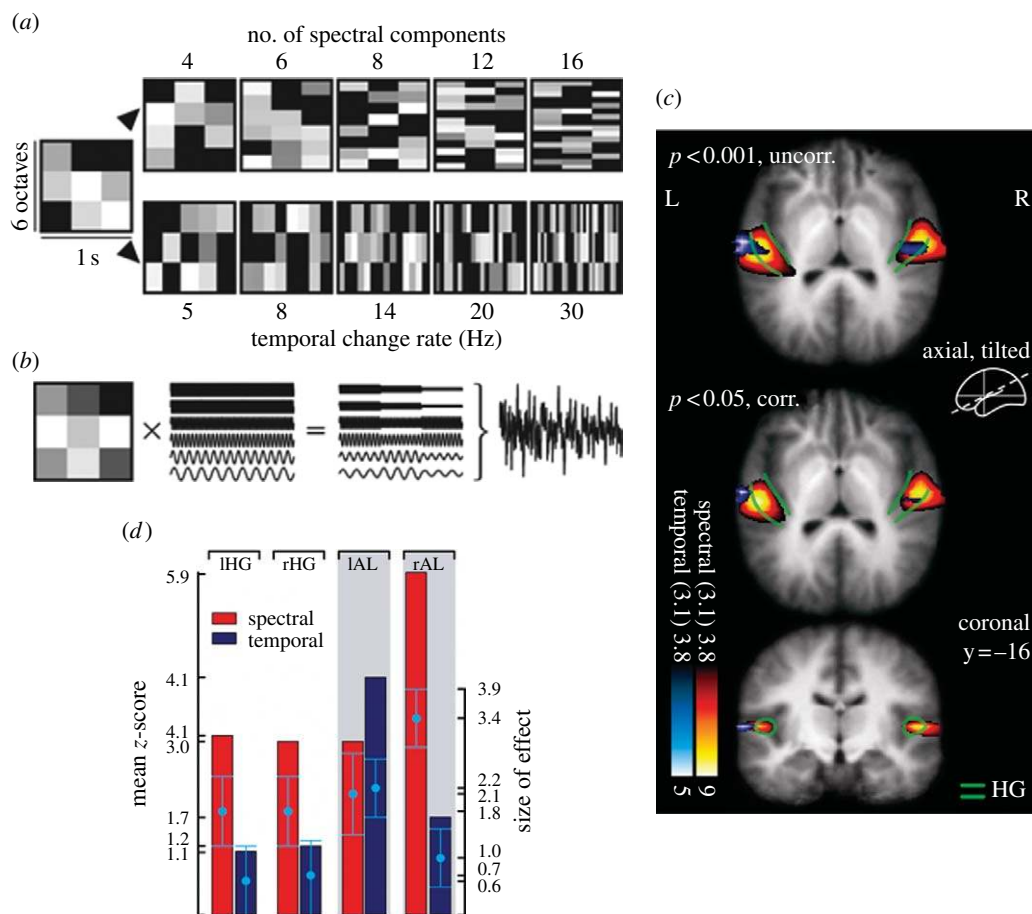 (a)
no. of spectral components
4 6 8 12 16
6 octaves
1 s
5 8 14 20 30
temporal change rate (Hz)
(b)
× = }
(c)
p < 0.001, uncorr.
L R
axial, tilted
p < 0.05, corr.
spectral (3.1) 3.8 9
temporal (3.1) 3.8 5
coronal
y = –16
HG
(d)
lHG rHG lAL rAL
spectral
temporal
mean z-score
5.9
4.1
4.1
3.0
1.7
1.2
1.1
size of effect
3.9
3.4
2.2
2.1
1.8
1.0
0.7
0.6